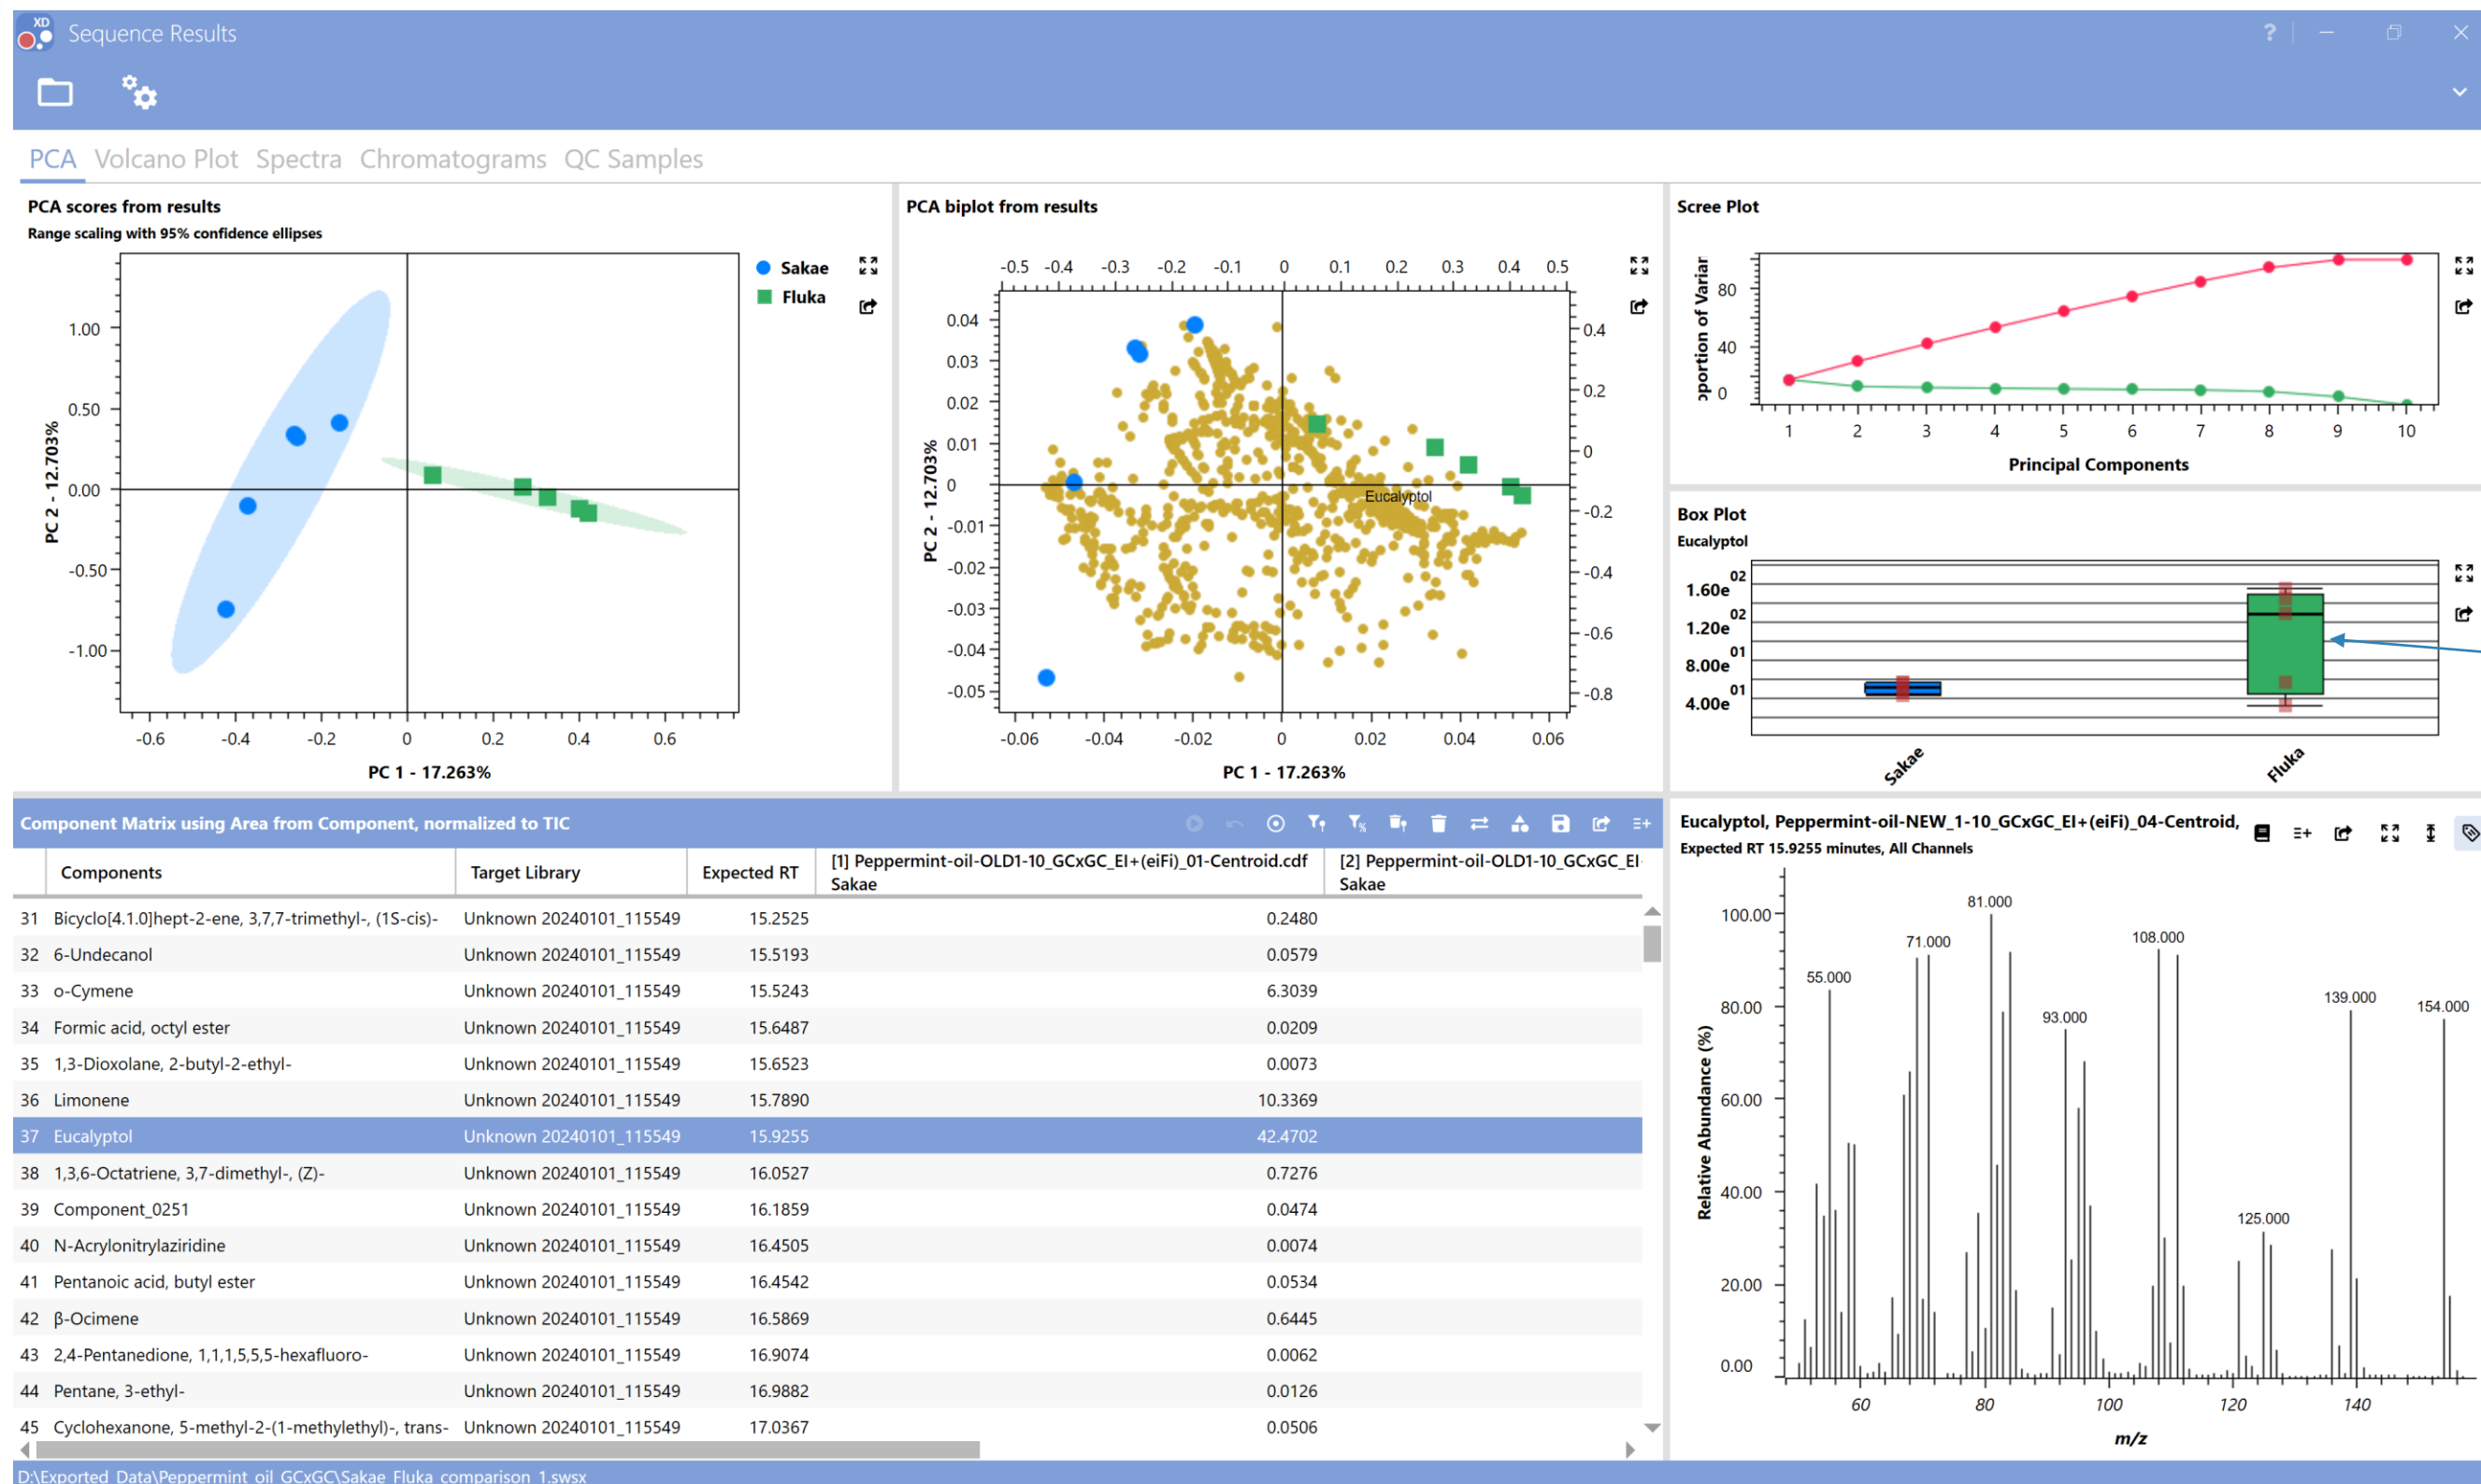 XD
Sequence Results
?
PCA Volcano Plot Spectra Chromatograms QC Samples
PCA scores from results
Range scaling with 95% confidence ellipses
Sakae
Fluka
1.00
0.50
0.00
-0.50
-1.00
PC 2 - 12.703%
-0.6 -0.4 -0.2 0 0.2 0.4 0.6
PC 1 - 17.263%
PCA biplot from results
-0.5 -0.4 -0.3 -0.2 -0.1 0 0.1 0.2 0.3 0.4 0.5
0.04
0.03
0.02
0.01
0
-0.01
-0.02
-0.03
-0.04
-0.05
PC 2 - 12.703%
0.4
0.2
0
-0.2
-0.4
-0.6
-0.8
Eucalyptol
-0.06 -0.04 -0.02 0 0.02 0.04 0.06
PC 1 - 17.263%
Scree Plot
oportion of Variar
80
40
0
1 2 3 4 5 6 7 8 9 10
Principal Components
Box Plot
Eucalyptol
1.60e02
1.20e02
8.00e01
4.00e01
Sakae
Fluka
Component Matrix using Area from Component, normalized to TIC
Components Target Library Expected RT [1] Peppermint-oil-OLD1-10_GCxGC_EI+(eiFi)_01-Centroid.cdf [2] Peppermint-oil-OLD1-10_GCxGC_EI-
Sakae Sakae
31 Bicyclo[4.1.0]hept-2-ene, 3,7,7-trimethyl-, (1S-cis)- Unknown 20240101_115549 15.2525 0.2480
32 6-Undecanol Unknown 20240101_115549 15.5193 0.0579
33 o-Cymene Unknown 20240101_115549 15.5243 6.3039
34 Formic acid, octyl ester Unknown 20240101_115549 15.6487 0.0209
35 1,3-Dioxolane, 2-butyl-2-ethyl- Unknown 20240101_115549 15.6523 0.0073
36 Limonene Unknown 20240101_115549 15.7890 10.3369
37 Eucalyptol Unknown 20240101_115549 15.9255 42.4702
38 1,3,6-Octatriene, 3,7-dimethyl-, (Z)- Unknown 20240101_115549 16.0527 0.7276
39 Component_0251 Unknown 20240101_115549 16.1859 0.0474
40 N-Acrylonitrylaziridine Unknown 20240101_115549 16.4505 0.0074
41 Pentanoic acid, butyl ester Unknown 20240101_115549 16.4542 0.0534
42 β-Ocimene Unknown 20240101_115549 16.5869 0.6445
43 2,4-Pentanedione, 1,1,1,5,5,5-hexafluoro- Unknown 20240101_115549 16.9074 0.0062
44 Pentane, 3-ethyl- Unknown 20240101_115549 16.9882 0.0126
45 Cyclohexanone, 5-methyl-2-(1-methylethyl)-, trans- Unknown 20240101_115549 17.0367 0.0506
D:\Exported_Data\Peppermint_oil_GCxGC\Sakae_Fluka_comparison_1.swsx
Eucalyptol, Peppermint-oil-NEW_1-10_GCxGC_EI+(eiFi)_04-Centroid,
Expected RT 15.9255 minutes, All Channels
100.00
80.00
60.00
40.00
20.00
0.00
Relative Abundance (%)
55.000
71.000
81.000
93.000
108.000
125.000
139.000
154.000
60 80 100 120 140
m/z